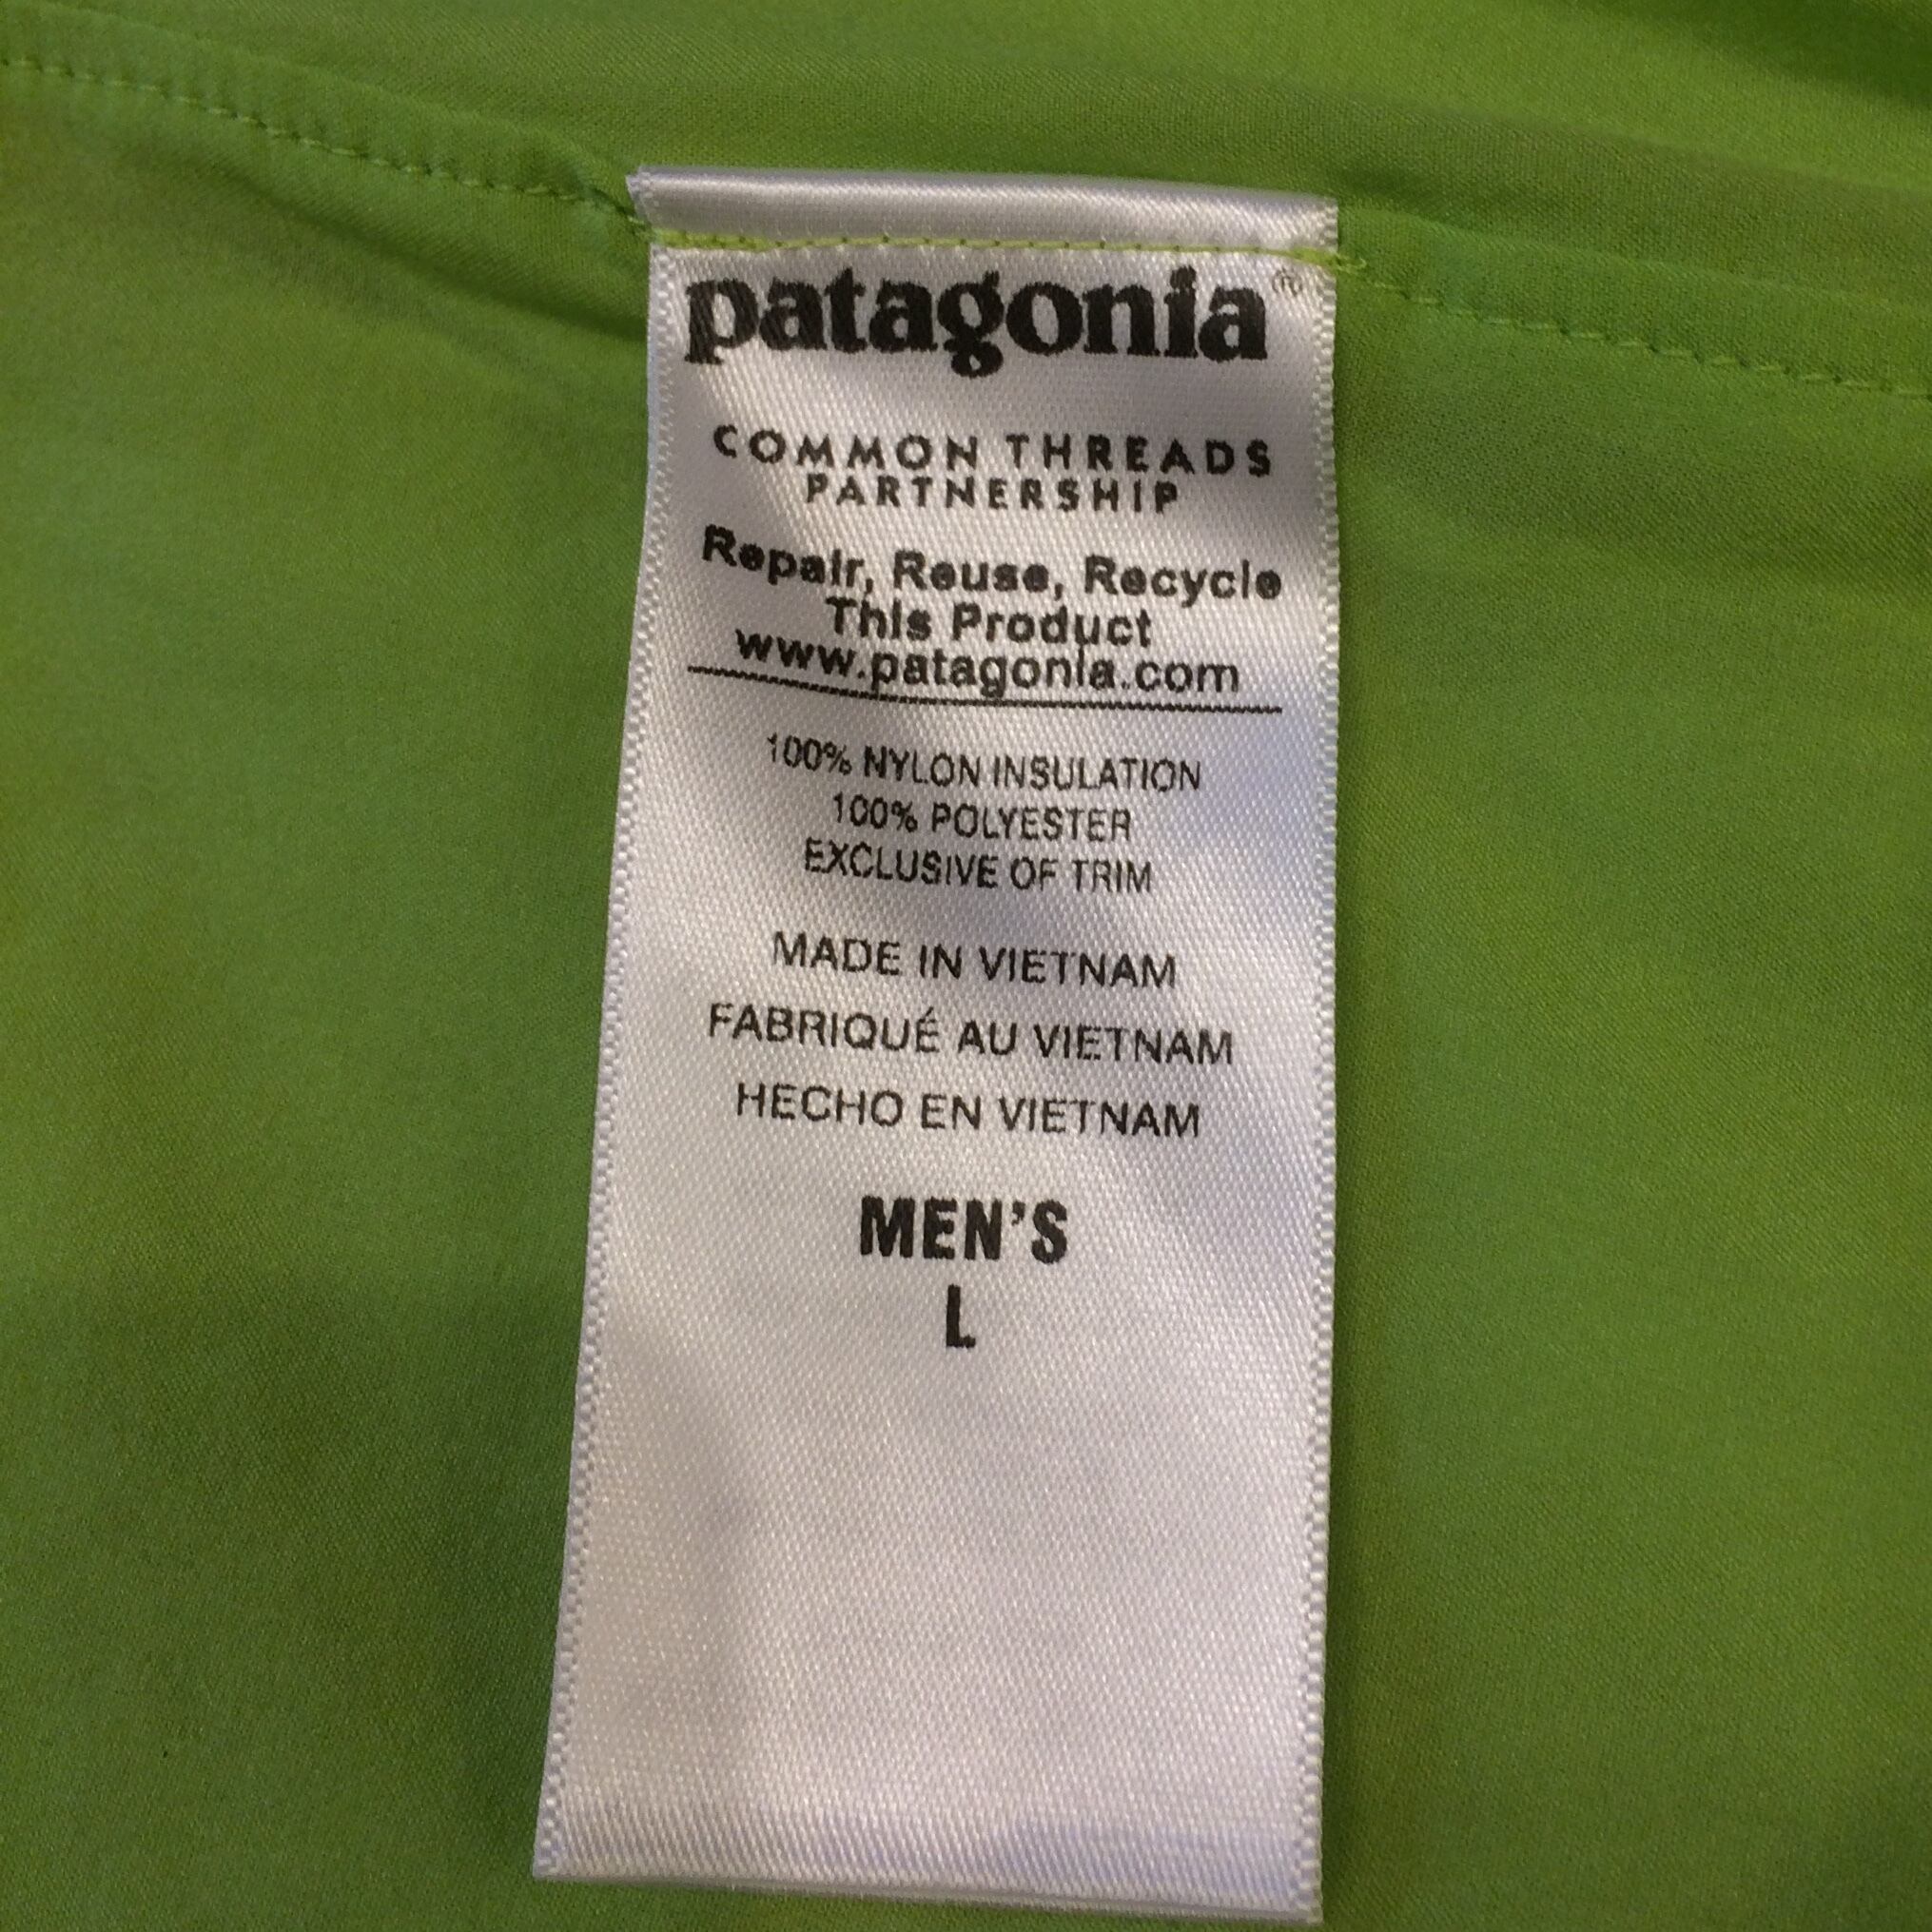 patagonia®
COMMON THREADS
PARTNERSHIP
Repair, Reuse, Recycle
This Product
www.patagonia.com
100% NYLON INSULATION
100% POLYESTER
EXCLUSIVE OF TRIM
MADE IN VIETNAM
FABRIQUÉ AU VIETNAM
HECHO EN VIETNAM
MEN'S
L